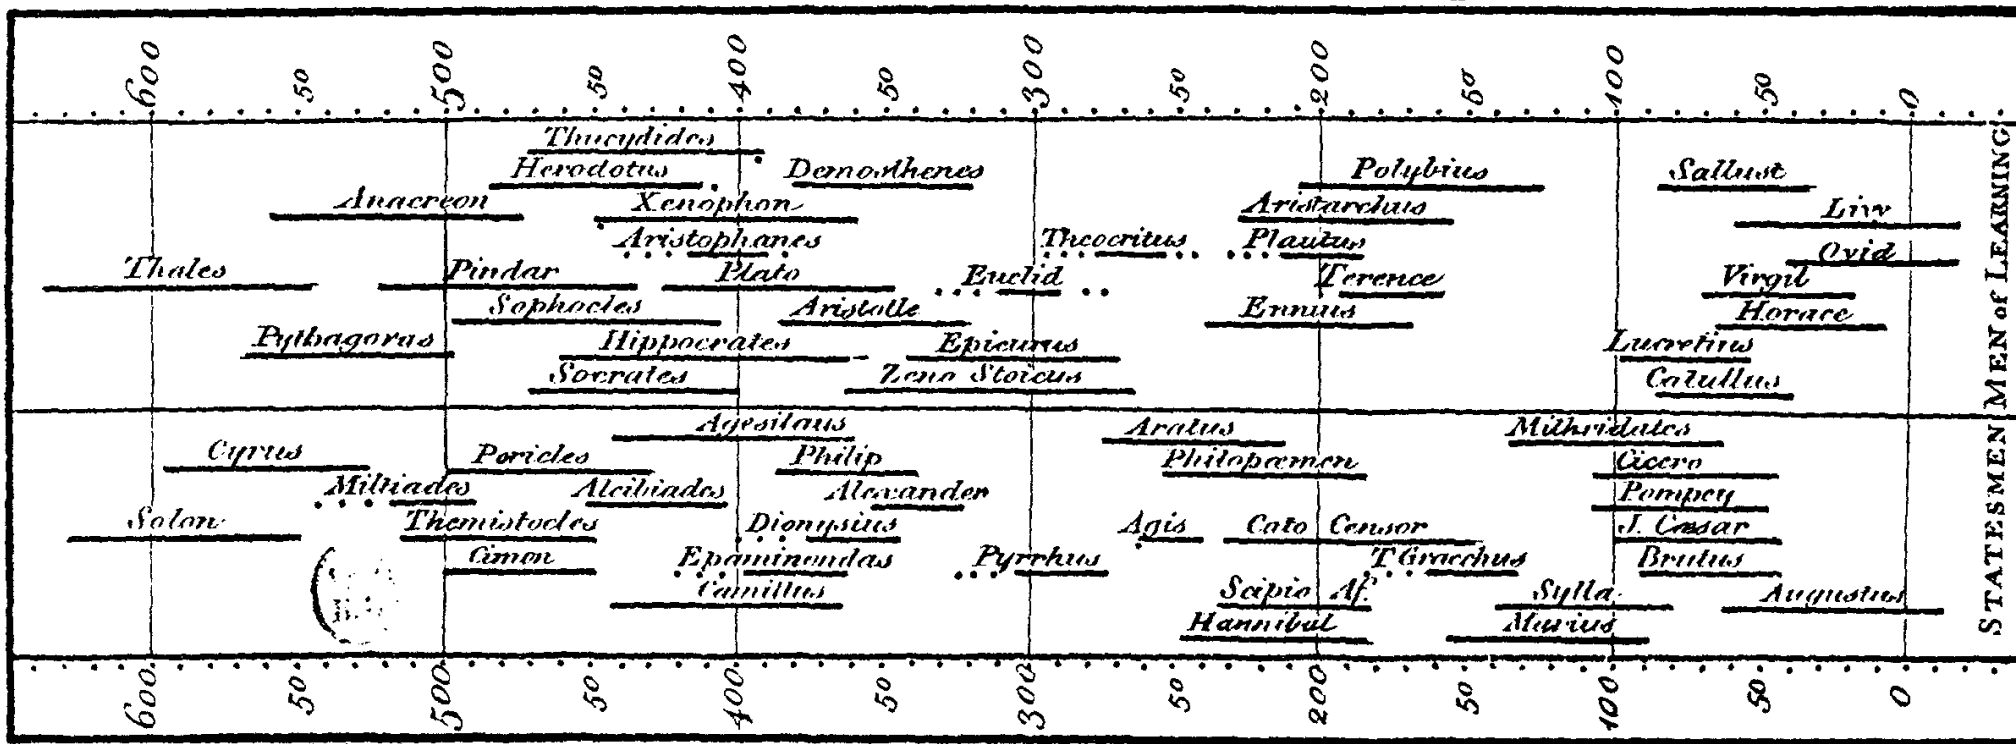 600 50 500 50 400 50 300 50 200 50 100 50 0
Thucydides
Herodotus Demosthenes Polybius Sallust
Anacreon Xenophon Aristarchus Livv
Aristophanes Theocritus Plautus Ovid
Thales Pindar Plato Euclid Terence Virgil
Sophocles Aristotle Ennius Horace
Pythagoras Hippocrates Epicurus Lucretius
Socrates Zeno Stoicus Catullus
MEN of LEARNING
Agesilaus Aratus Mithridates
Cyrus Pericles Philip Philopœmen Cicero
Miltiades Alcibiades Alexander Pompey
Solon Themistocles Dionysius Agis Cato Censor J. Cæsar
Cimon Epaminondas Pyrrhus T Gracchus Brutus
Camillus Scipio Af. Sylla Augustus
Hannibal Marius
STATESMEN
600 50 500 50 400 50 300 50 200 50 100 50 0